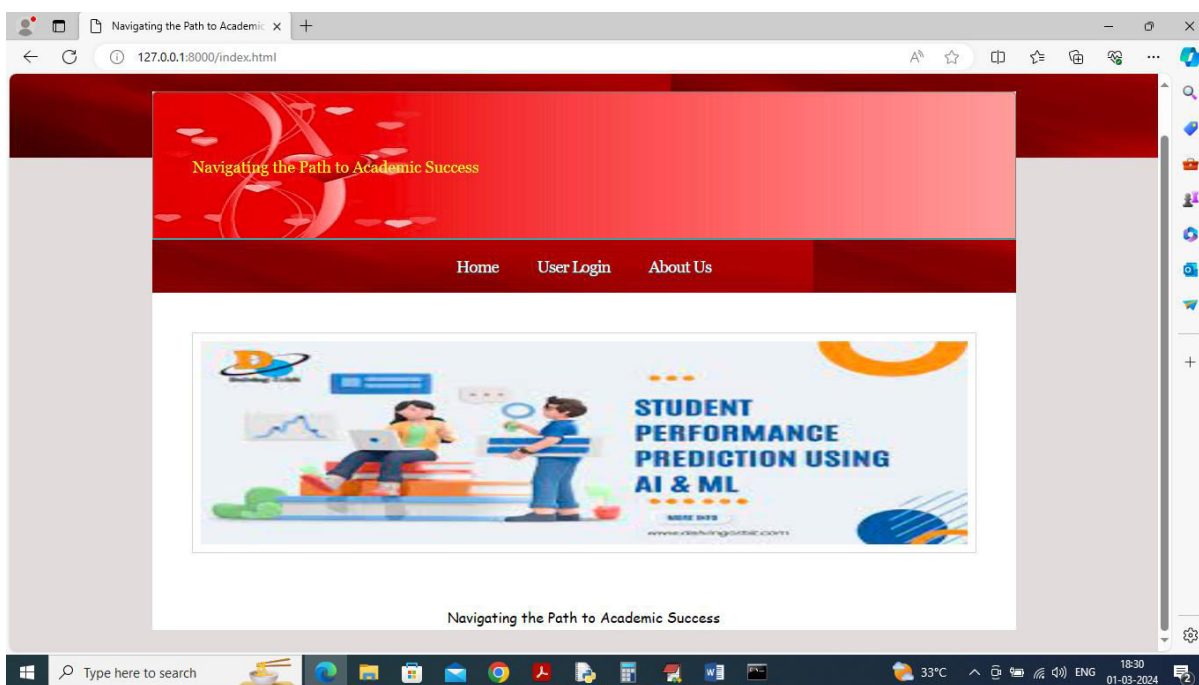 Navigating the Path to Academic
127.0.0.1:8000/index.html
Navigating the Path to Academic Success
Home User Login About Us
STUDENT
PERFORMANCE
PREDICTION USING
AI & ML
MORE INFO
Navigating the Path to Academic Success
Type here to search
33°C
ENG
18:30
01-03-2024